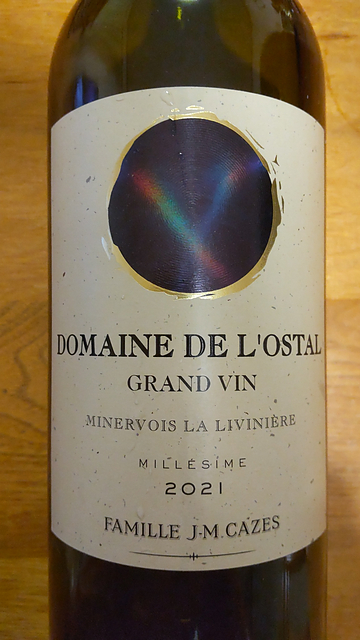 DOMAINE DE L'OSTAL
GRAND VIN
MINERVOIS LA LIVINIÈRE
MILLÉSIME
2021
FAMILLE J-M.CAZES